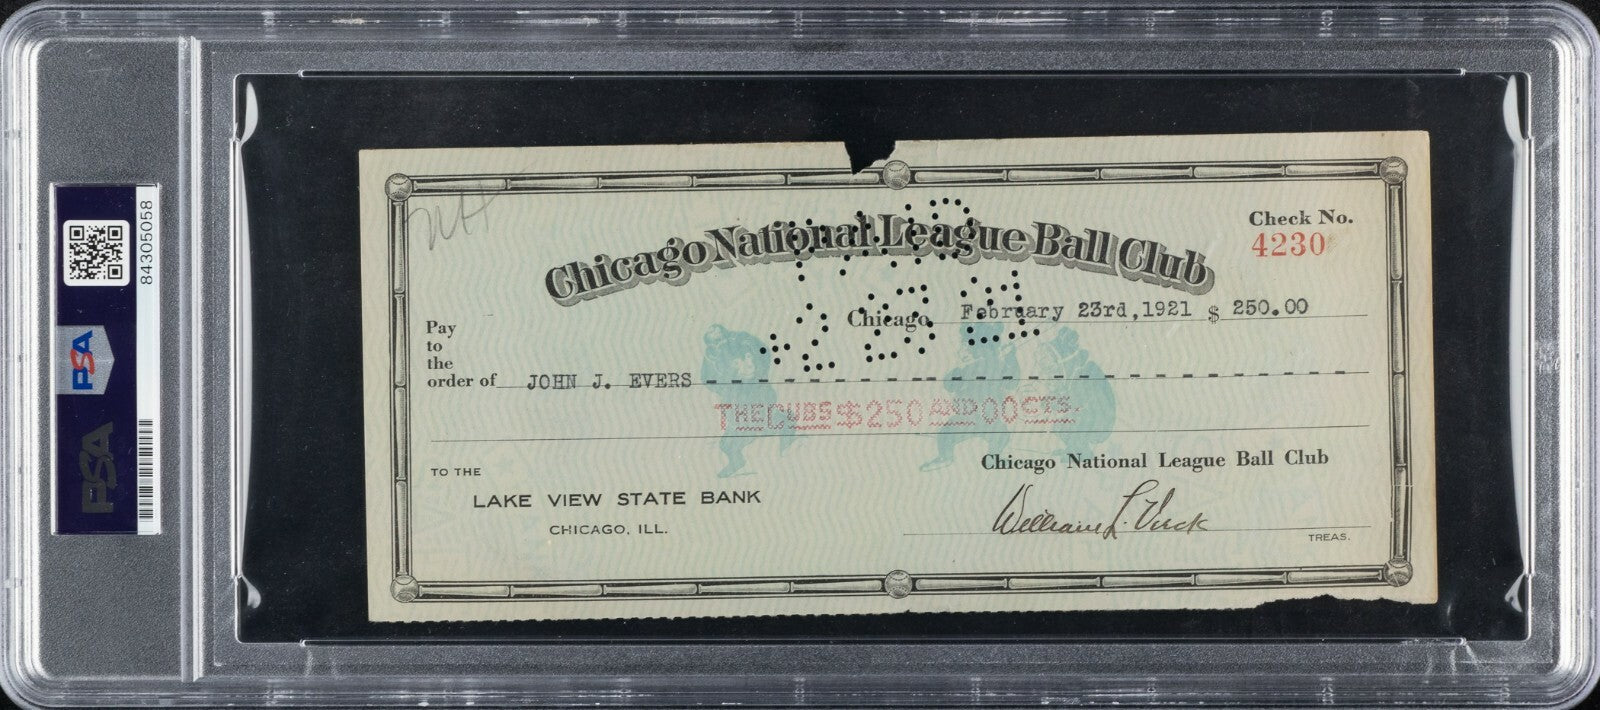 84305058
PSA
PSA
Chicago National League Ball Club
Check No.
4230
Chicago, February 23rd,1921 $ 250.00
Pay
to
the
order of JOHN J. EVERS
THE CUBS $250 AND 00 CTS.
Chicago National League Ball Club
TO THE
LAKE VIEW STATE BANK
CHICAGO, ILL.
William L. Veeck
TREAS.